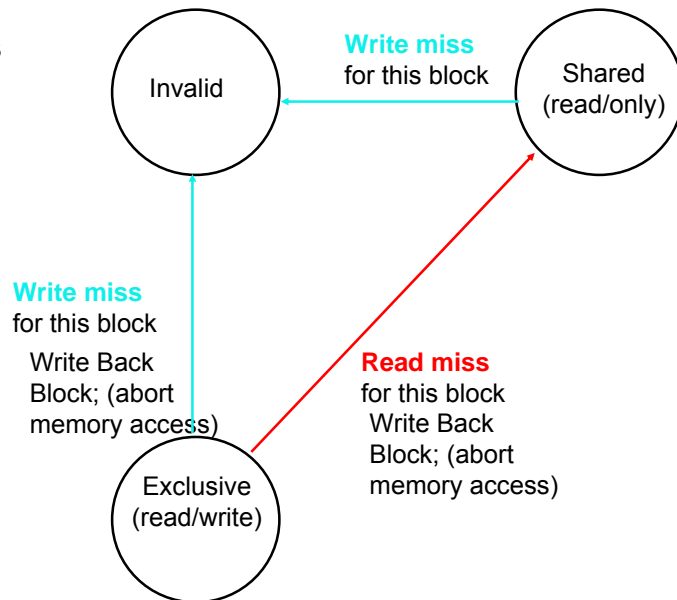 Write miss
for this block
Invalid
Shared
(read/only)
Write miss
for this block
Write Back
Block; (abort
memory access)
Read miss
for this block
Write Back
Block; (abort
memory access)
Exclusive
(read/write)